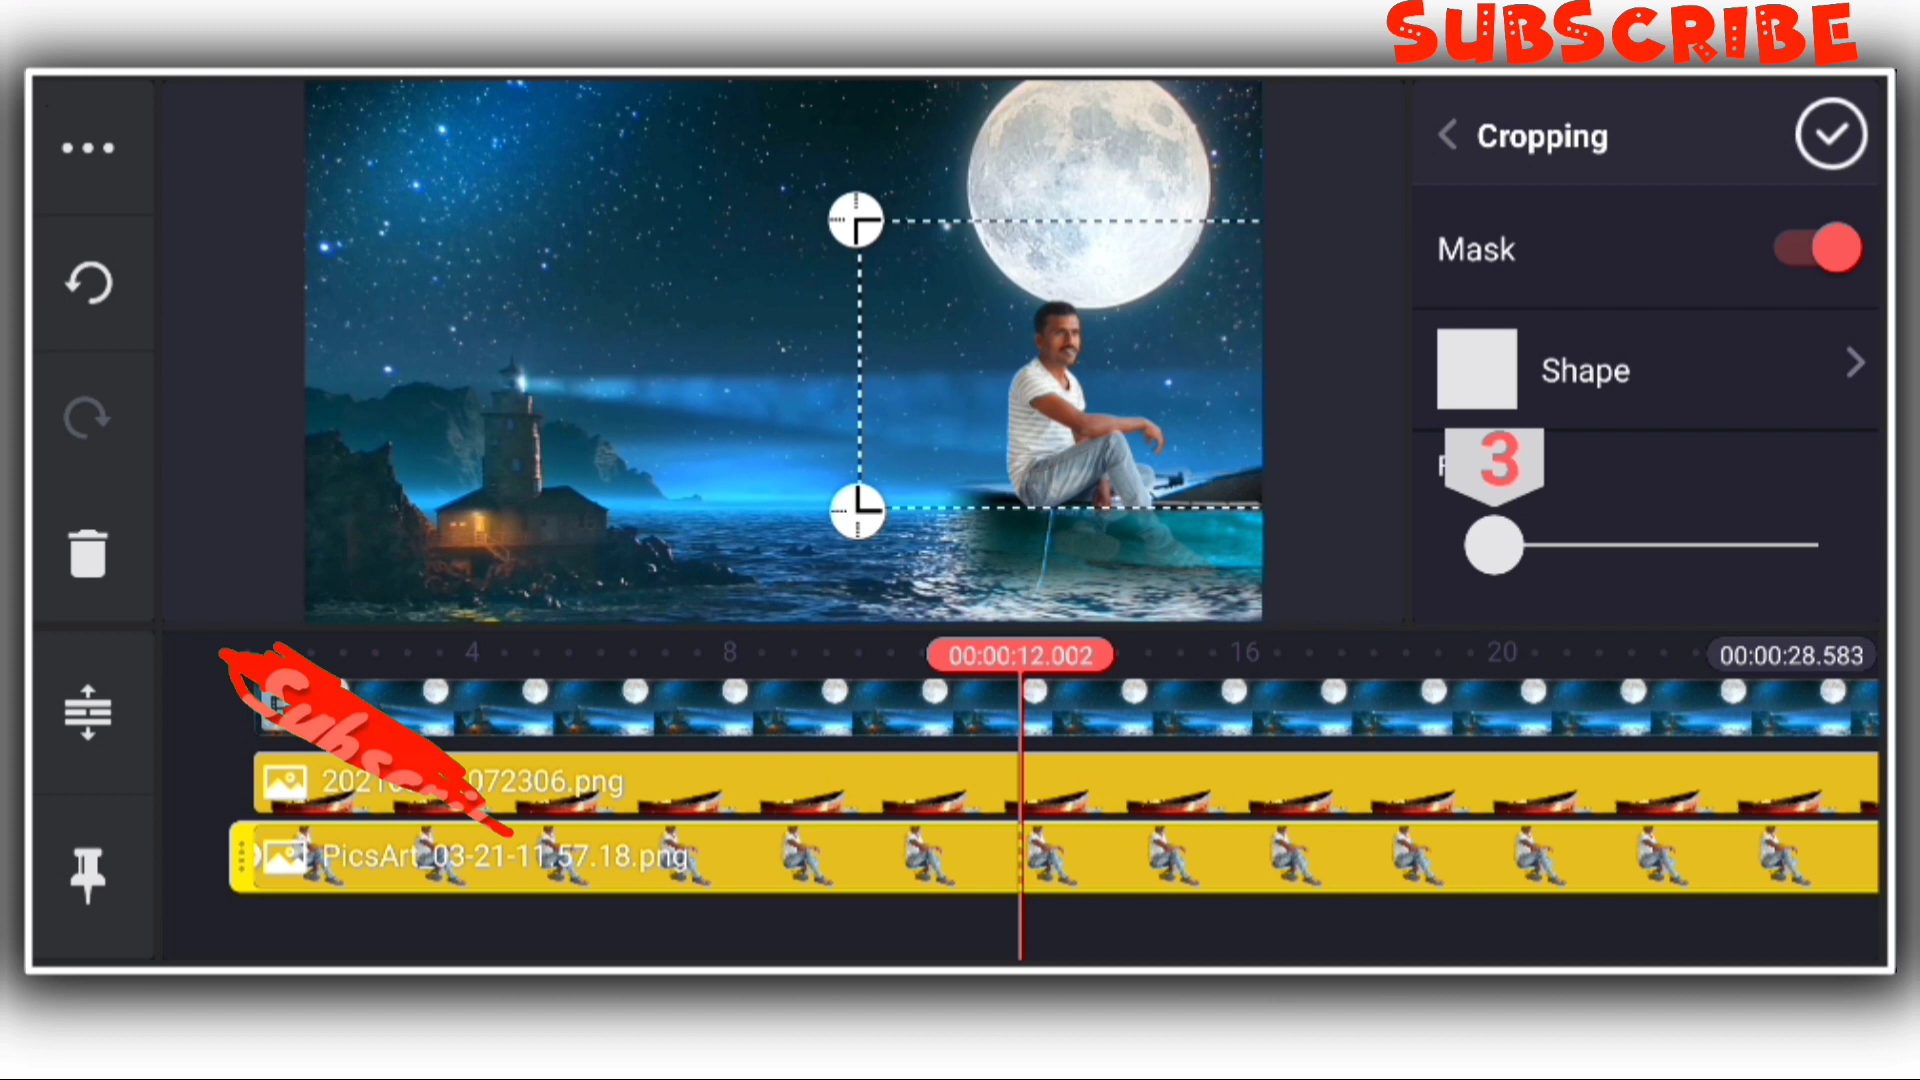 SUBSCRIBE
Cropping
Mask
Shape
3
4
8
00:00:12.002
16
20
00:00:28.583
Subscri
072306.png
PicsArt_03-21-11.57.18.png